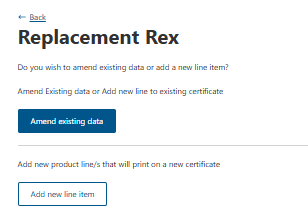 ← Back
Replacement Rex
Do you wish to amend existing data or add a new line item?
Amend Existing data or Add new line to existing certificate
Amend existing data
Add new product line/s that will print on a new certificate
Add new line item